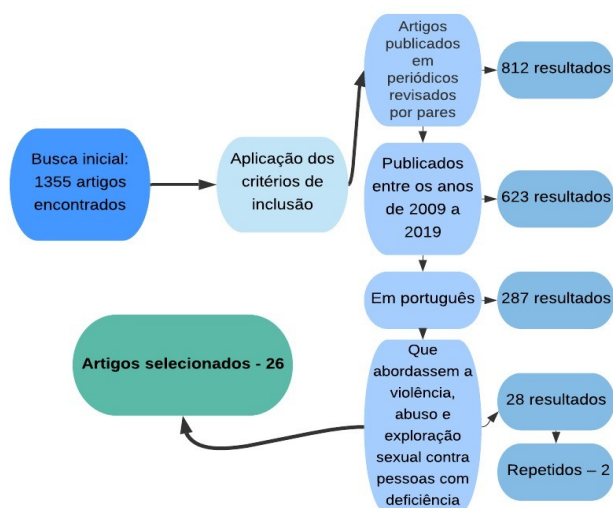 Busca inicial:
1355 artigos
encontrados
Aplicação dos
critérios de
inclusão
Artigos
publicados
em
periódicos
revisados
por pares
812 resultados
Publicados
entre os anos
de 2009 a
2019
623 resultados
Em português
287 resultados
Que
abordassem a
violência,
abuso e
exploração
sexual contra
pessoas com
deficiência
28 resultados
Repetidos – 2
Artigos selecionados - 26